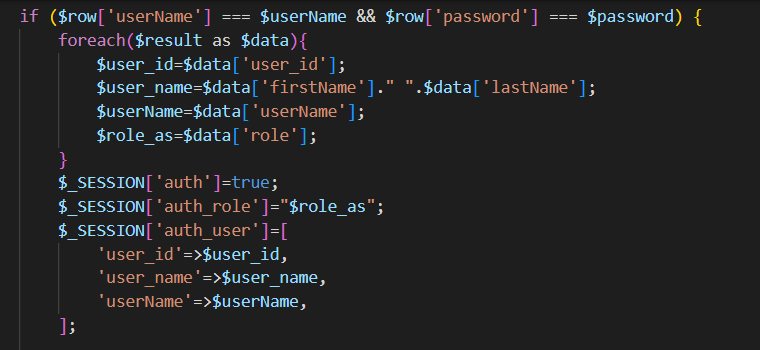 if ($row['userName'] === $userName && $row['password'] === $password) {
foreach($result as $data){
$user_id=$data['user_id'];
$user_name=$data['firstName']." ".$data['lastName'];
$userName=$data['userName'];
$role_as=$data['role'];
}
$_SESSION['auth']=true;
$_SESSION['auth_role']="$role_as";
$_SESSION['auth_user']=[
'user_id'=>$user_id,
'user_name'=>$user_name,
'userName'=>$userName,
];